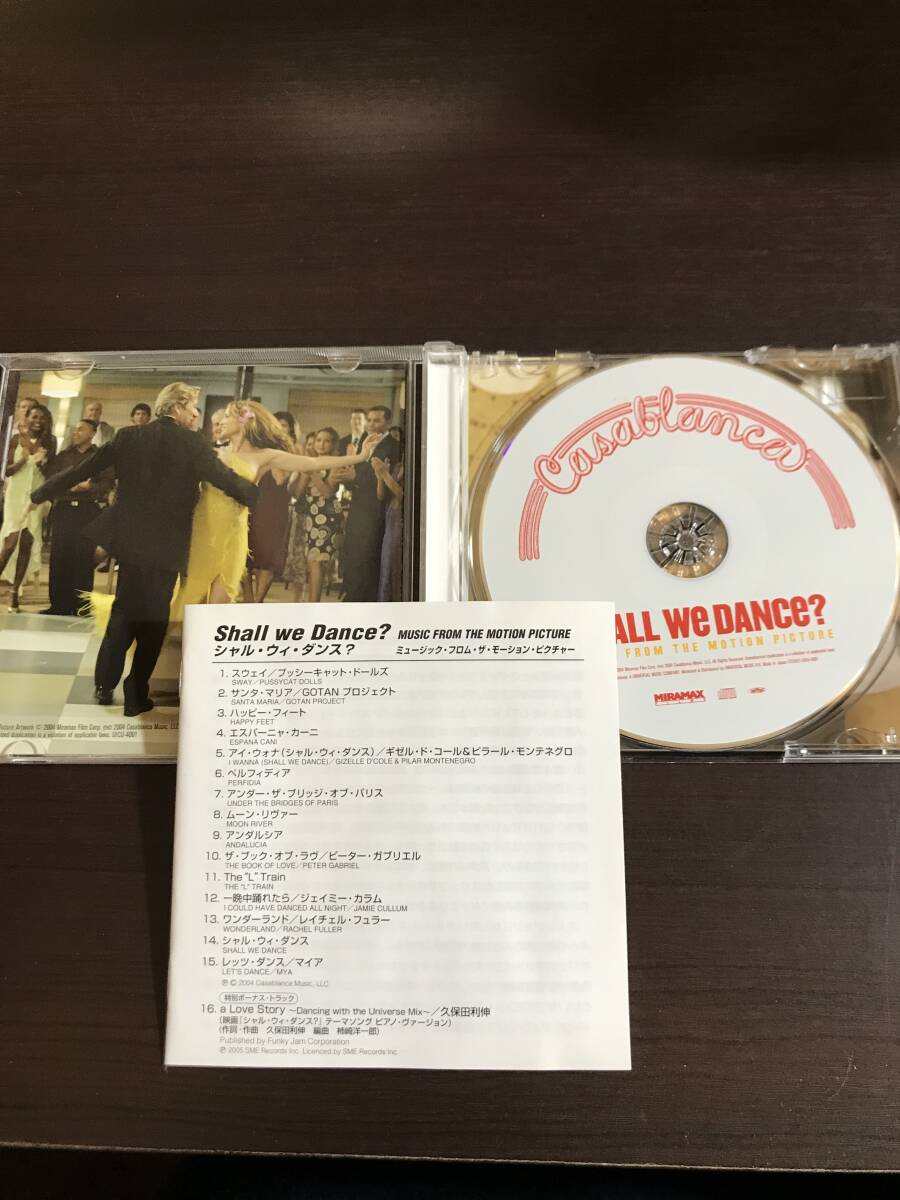 Casablanca
ALL We DANCE?
FROM THE MOTION PICTURE
MIRAMAX
Picture Artwork © 2004 Miramax Film Corp. ℗© 2004 Casablanca Music, LLC
is a violation of applicable laws. UICU-4001
Shall we Dance? MUSIC FROM THE MOTION PICTURE
シャル・ウィ・ダンス? ミュージック・フロム・ザ・モーション・ピクチャー
1. スウェイ/プッシーキャット・ドールズ
SWAY/PUSSYCAT DOLLS
2. サンタ・マリア/GOTAN プロジェクト
SANTA MARIA/GOTAN PROJECT
3. ハッピー・フィート
HAPPY FEET
4. エスパーニャ・カーニ
ESPANA CANI
5. アイ・ウォナ(シャル・ウィ・ダンス)/ギゼル・ド・コール&ピラール・モンテネグロ
I WANNA (SHALL WE DANCE)/GIZELLE D'COLE & PILAR MONTENEGRO
6. ペルフィディア
PERFIDIA
7. アンダー・ザ・ブリッジ・オブ・パリス
UNDER THE BRIDGES OF PARIS
8. ムーン・リヴァー
MOON RIVER
9. アンダルシア
ANDALUCIA
10. ザ・ブック・オブ・ラヴ/ピーター・ガブリエル
THE BOOK OF LOVE/PETER GABRIEL
11. The "L" Train
THE "L" TRAIN
12. 一晩中踊れたら/ジェイミー・カラム
I COULD HAVE DANCED ALL NIGHT/JAMIE CULLUM
13. ワンダーランド/レイチェル・フュラー
WONDERLAND/RACHEL FULLER
14. シャル・ウィ・ダンス
SHALL WE DANCE
15. レッツ・ダンス/マイア
LET'S DANCE/MYA
℗ © 2004 Casablanca Music, LLC.
特別ボーナス・トラック
16. a Love Story ~Dancing with the Universe Mix~/久保田利伸
(映画『シャル・ウィ・ダンス?』テーマソング ピアノ・ヴァージョン)
(作詞・作曲 久保田利伸 編曲 柿崎洋一郎)
Published by Funky Jam Corporation
℗ 2005 SME Records Inc. Licenced by SME Records Inc.